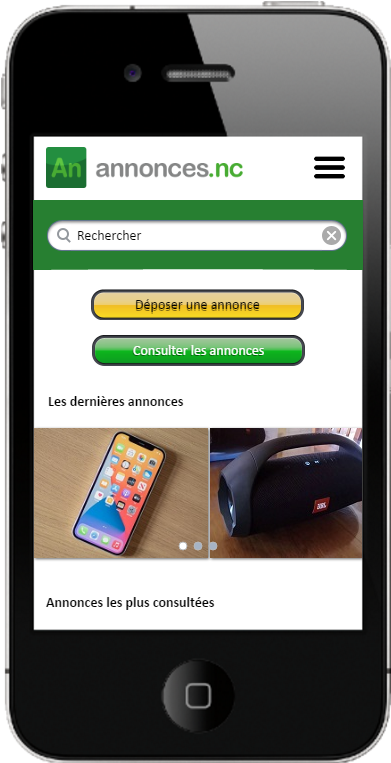 An annonces.nc
Rechercher
Déposer une annonce
Consulter les annonces
Les dernières annonces
JBL
Annonces les plus consultées